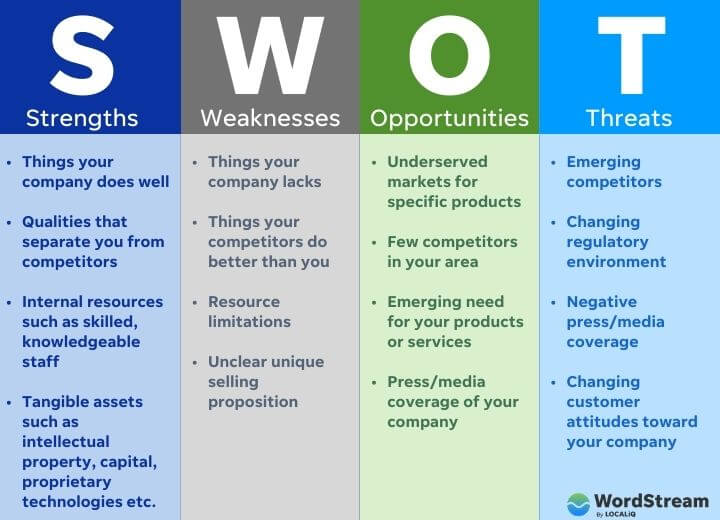 S
Strengths
• Things your
company does well
• Qualities that
separate you from
competitors
• Internal resources
such as skilled,
knowledgeable
staff
• Tangible assets
such as
intellectual
property, capital,
proprietary
technologies etc.
W
Weaknesses
• Things your
company lacks
• Things your
competitors do
better than you
• Resource
limitations
• Unclear unique
selling
proposition
O
Opportunities
• Underserved
markets for
specific products
• Few competitors
in your area
• Emerging need
for your products
or services
• Press/media
coverage of your
company
T
Threats
• Emerging
competitors
• Changing
regulatory
environment
• Negative
press/media
coverage
• Changing
customer
attitudes toward
your company
WordStream
By LOCALiQ